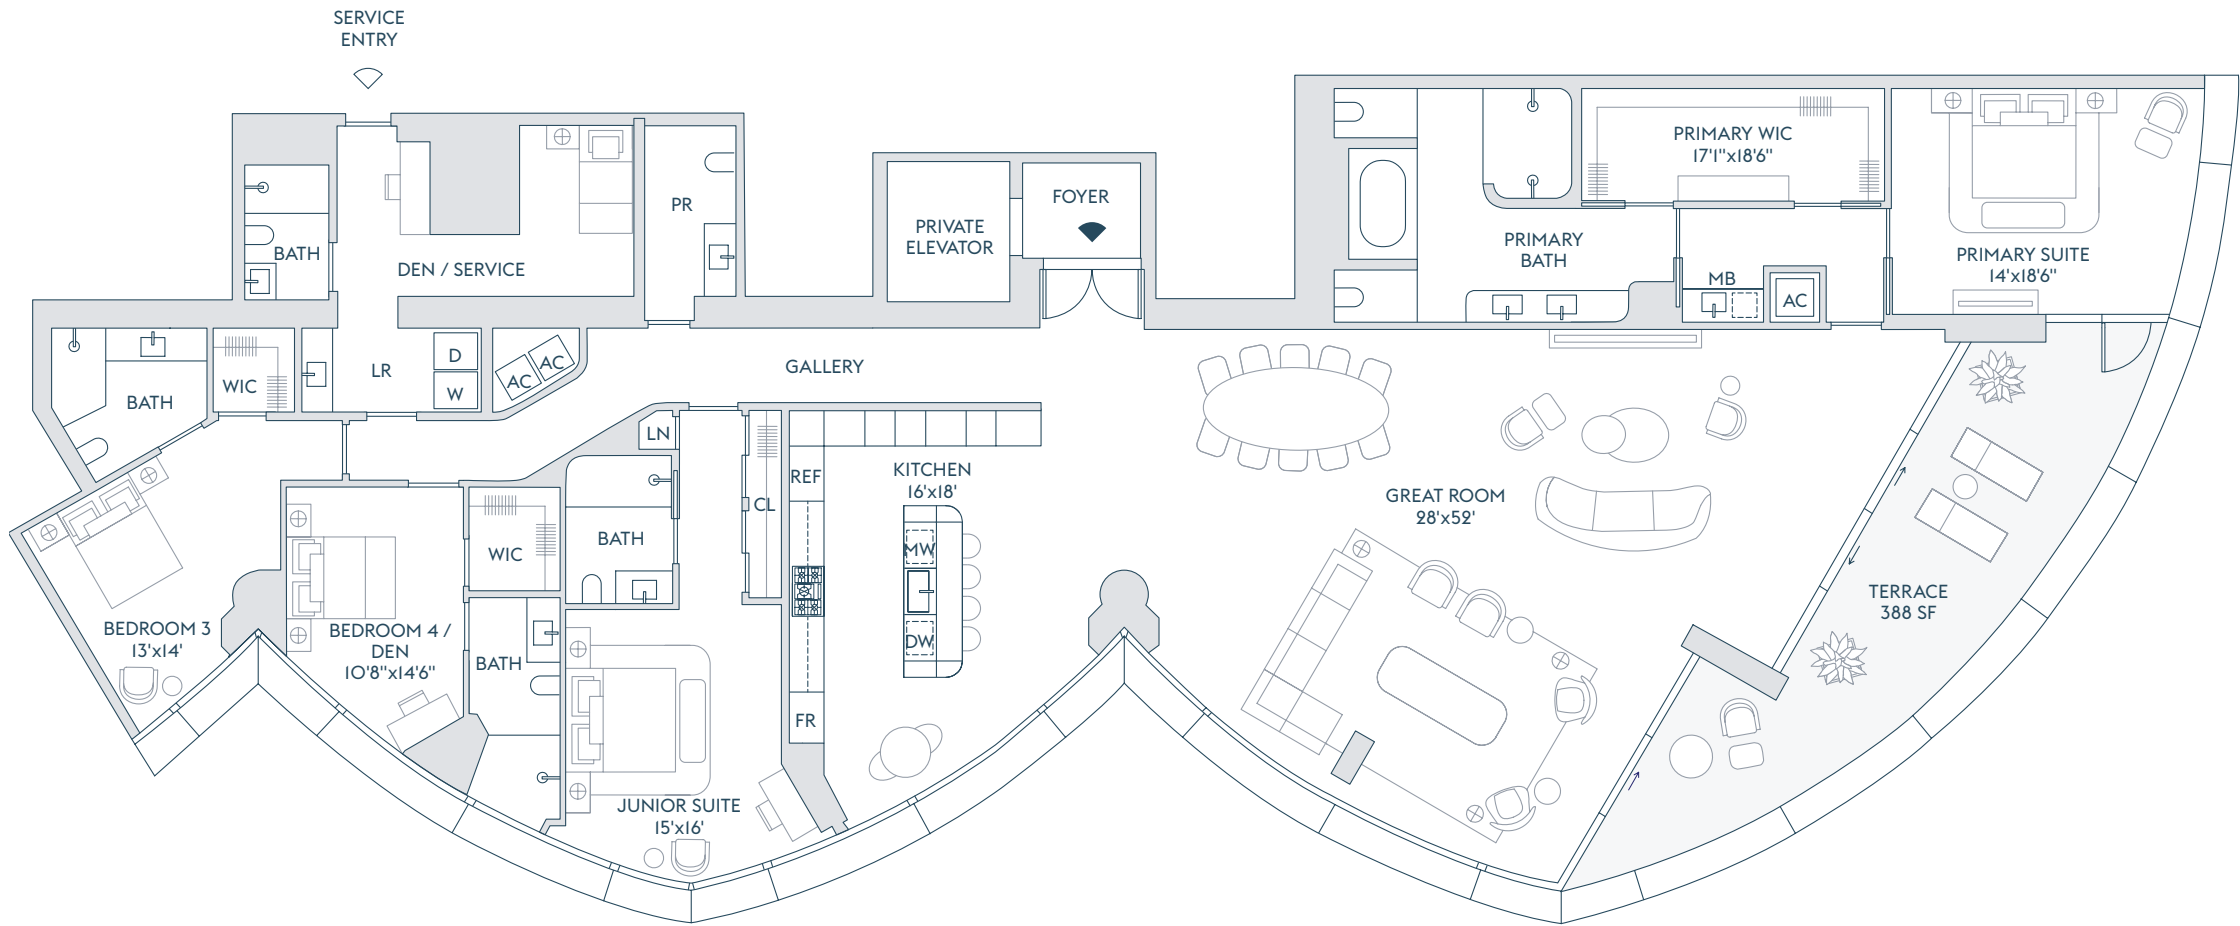 SERVICE
ENTRY
PRIMARY WIC
17'1"x18'6"
PR
FOYER
PRIVATE
ELEVATOR
BATH
DEN / SERVICE
PRIMARY
BATH
MB
AC
PRIMARY SUITE
14'x18'6"
D
W
LR
AC
AC
GALLERY
WIC
BATH
LN
REF
CL
KITCHEN
16'x18'
GREAT ROOM
28'x52'
BATH
WIC
MW
DW
TERRACE
388 SF
BEDROOM 3
13'x14'
BEDROOM 4 /
DEN
10'8"x14'6"
BATH
FR
JUNIOR SUITE
15'x16'